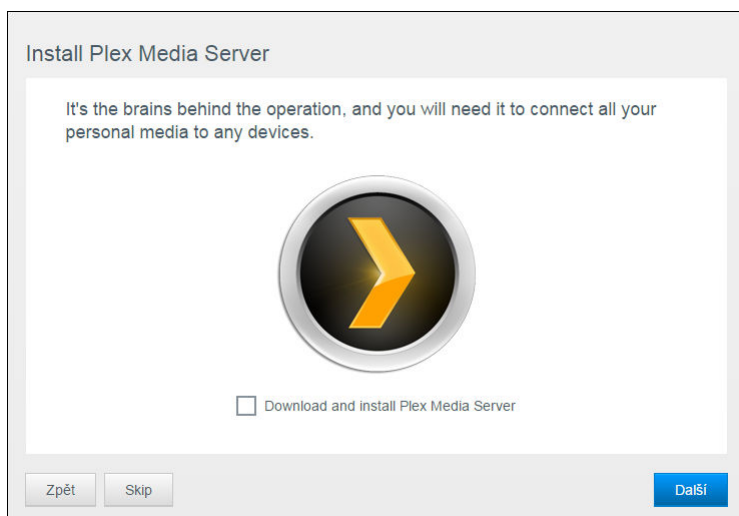 Install Plex Media Server
It's the brains behind the operation, and you will need it to connect all your
personal media to any devices.
Download and install Plex Media Server
Zpět Skip Další